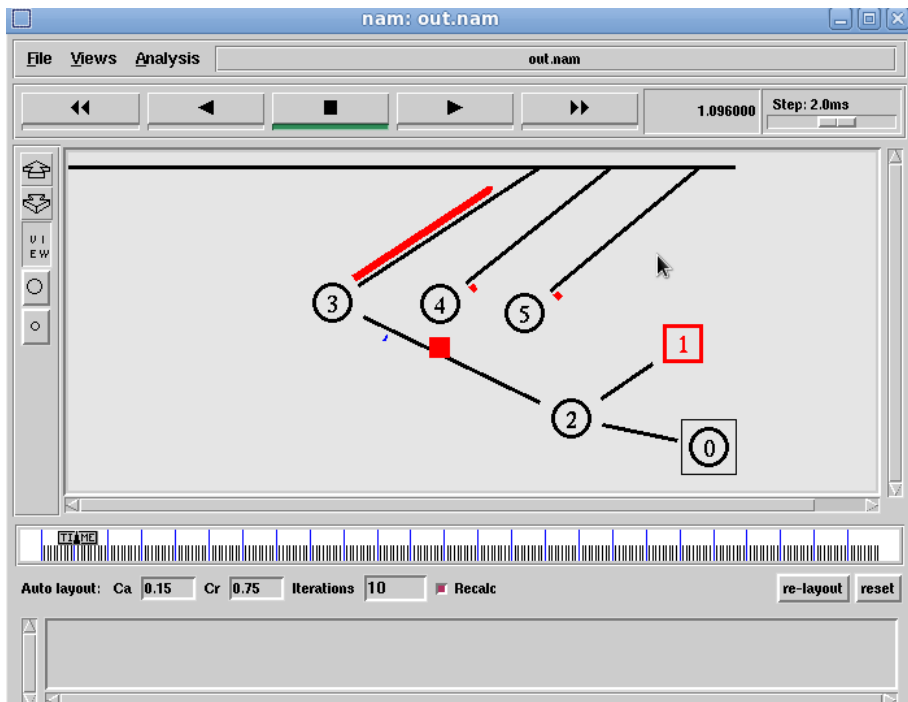 nam: out.nam
File Views Analysis out.nam
1.096000 Step: 2.0ms
V I
E W
3 4 5
1
2
0
TIME
Auto layout: Ca 0.15 Cr 0.75 Iterations 10 Recalc re-layout reset